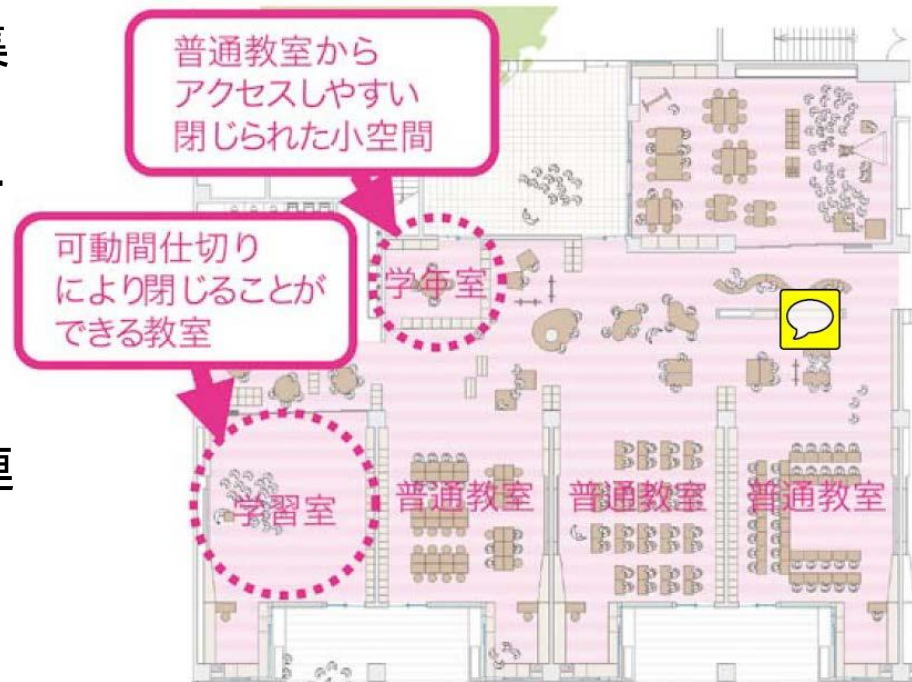 普通教室から
アクセスしやすい
閉じられた小空間
可動間仕切り
により閉じることが
できる教室
学年室
学習室
普通教室
普通教室
普通教室